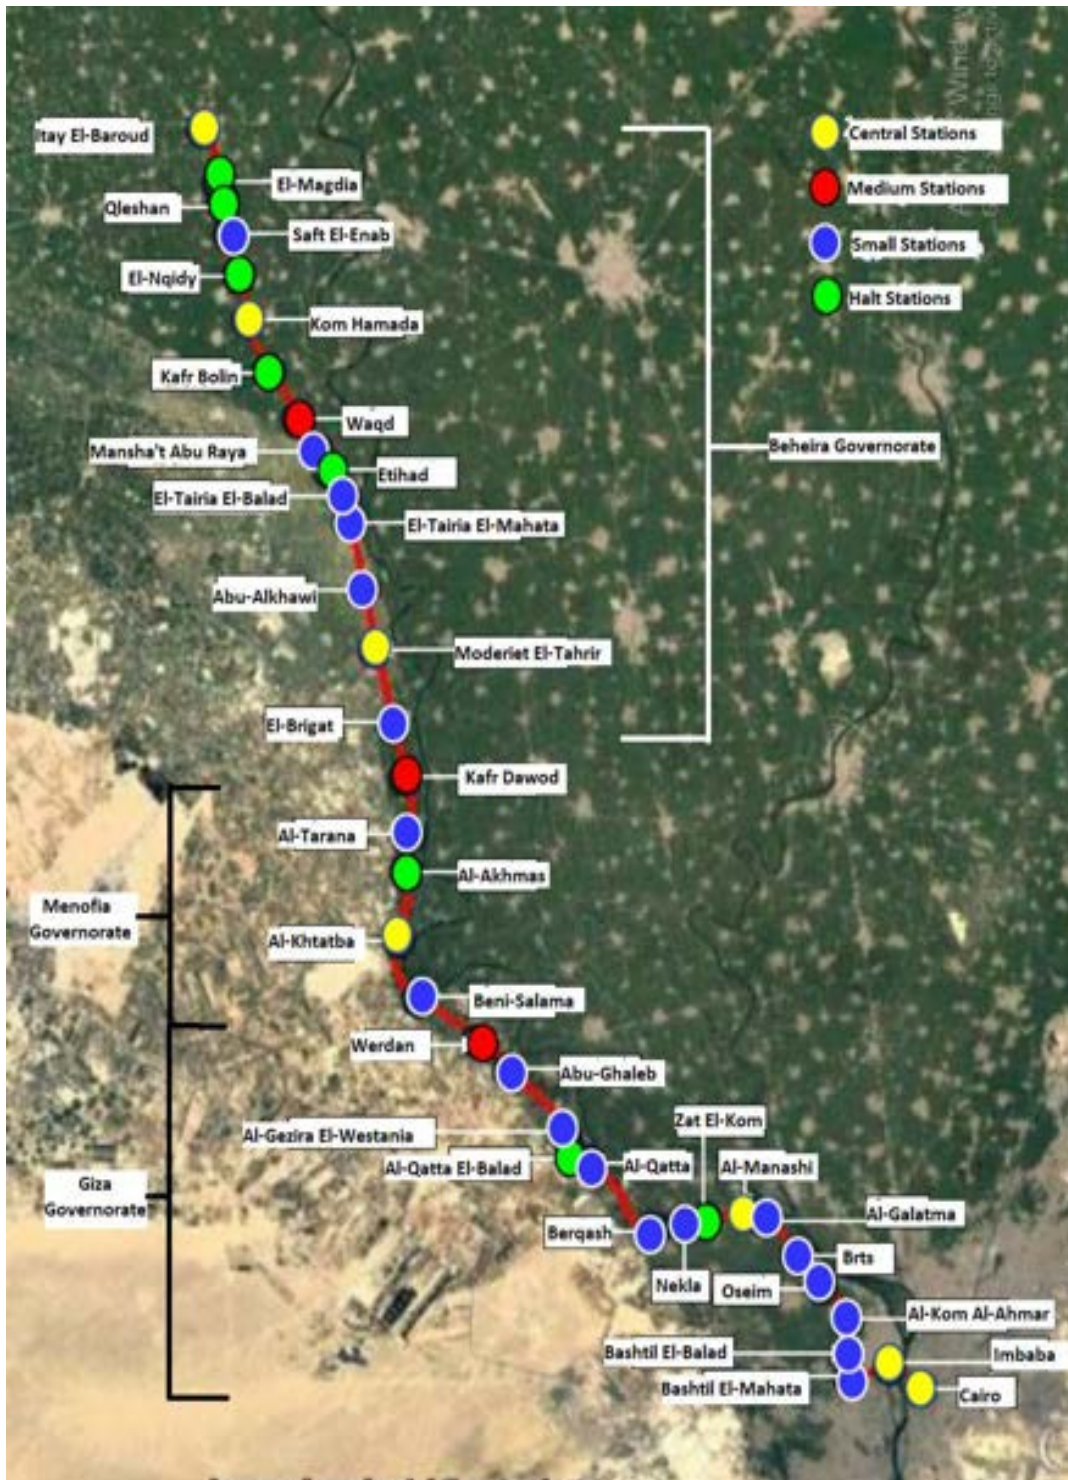 Itay El-Baroud
El-Magdia
Qleshan
Saft El-Enab
El-Nqidy
Kom Hamada
Kafr Bolin
Waqd
Mansha't Abu Raya
Etihad
El-Tairia El-Balad
El-Tairia El-Mahata
Abu-Alkhawi
Moderiet El-Tahrir
El-Brigat
Kafr Dawod
Al-Tarana
Al-Akhmas
Al-Khtatba
Beni-Salama
Werdan
Abu-Ghaleb
Al-Gezira El-Westania
Al-Qatta El-Balad
Al-Qatta
Zat El-Kom
Al-Manashi
Al-Galatma
Berqash
Nekla
Brts
Oseim
Al-Kom Al-Ahmar
Bashtil El-Balad
Imbaba
Bashtil El-Mahata
Cairo
Central Stations
Medium Stations
Small Stations
Halt Stations
Beheira Governorate
Menofia
Governorate
Giza
Governorate